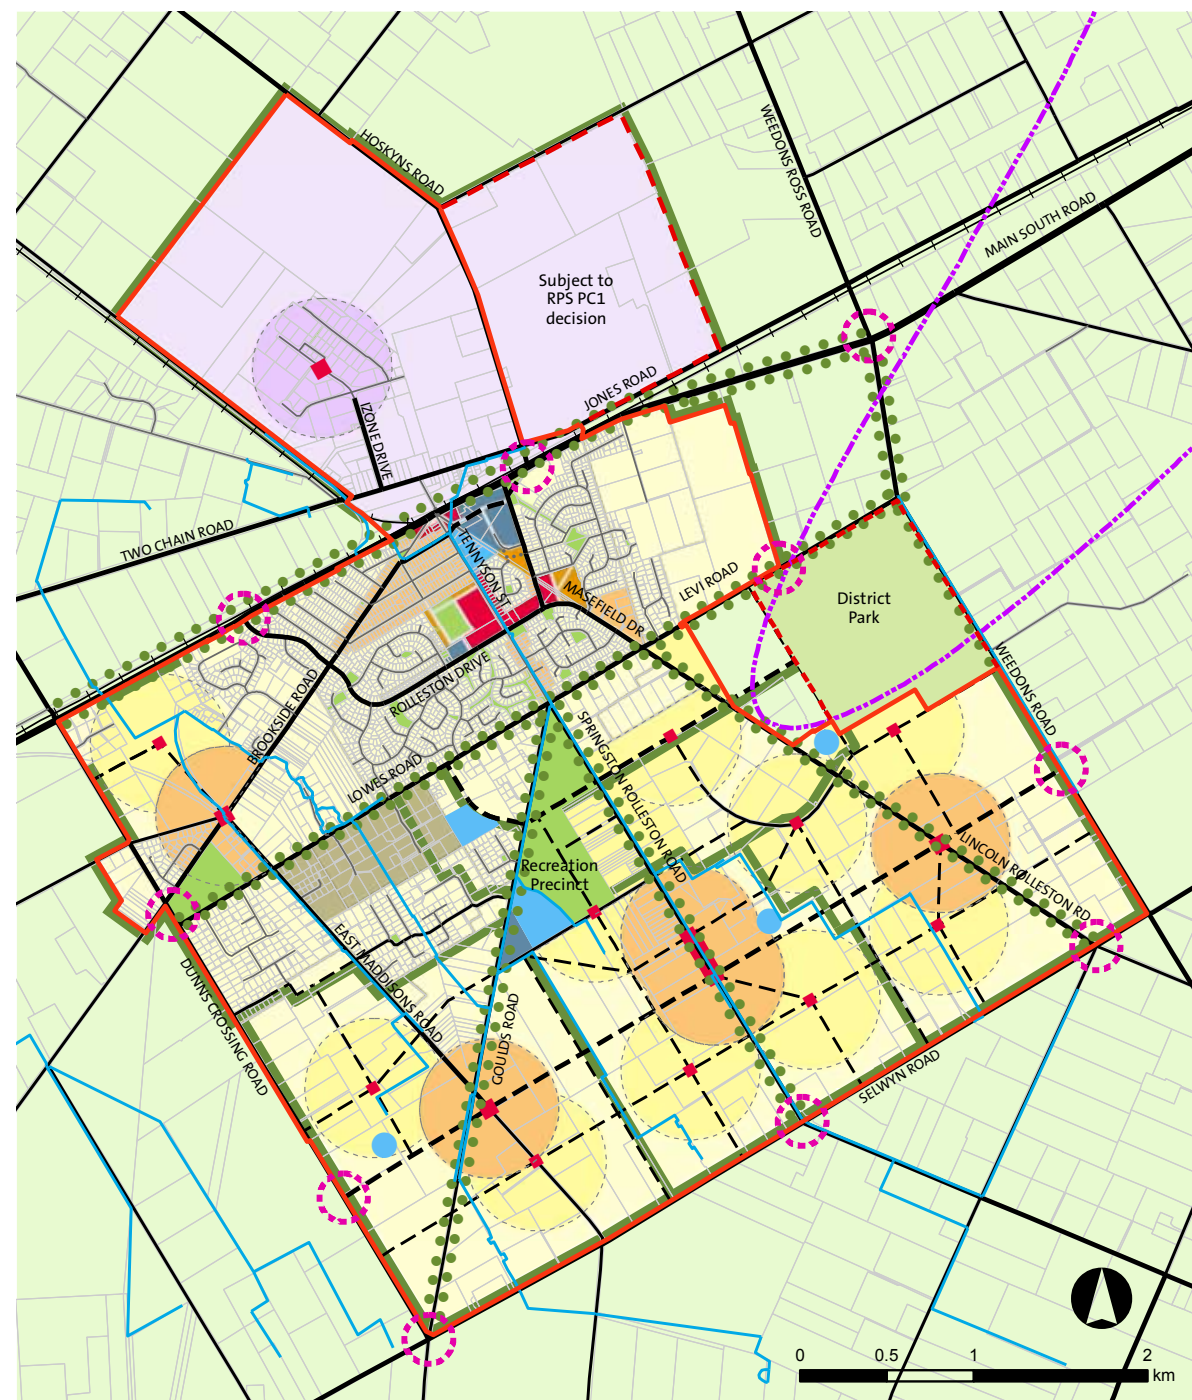 HOSKYNS ROAD
WEEDONS ROSS ROAD
MAIN SOUTH ROAD
Subject to
RPS PC1
decision
JONES ROAD
IZONE DRIVE
TWO CHAIN ROAD
TENNYSON ST
MASEFIELD DR
LEVI ROAD
District
Park
ROLLESTON DRIVE
BROOKSIDE ROAD
WEEDONS ROAD
SPRINGSTON ROLLESTON ROAD
LOWES ROAD
LINCOLN ROLLESTON RD
Recreation
Precinct
EAST MADDISONS ROAD
DUNNS CROSSING ROAD
GOULDS ROAD
SELWYN ROAD
0 0.5 1 2
km